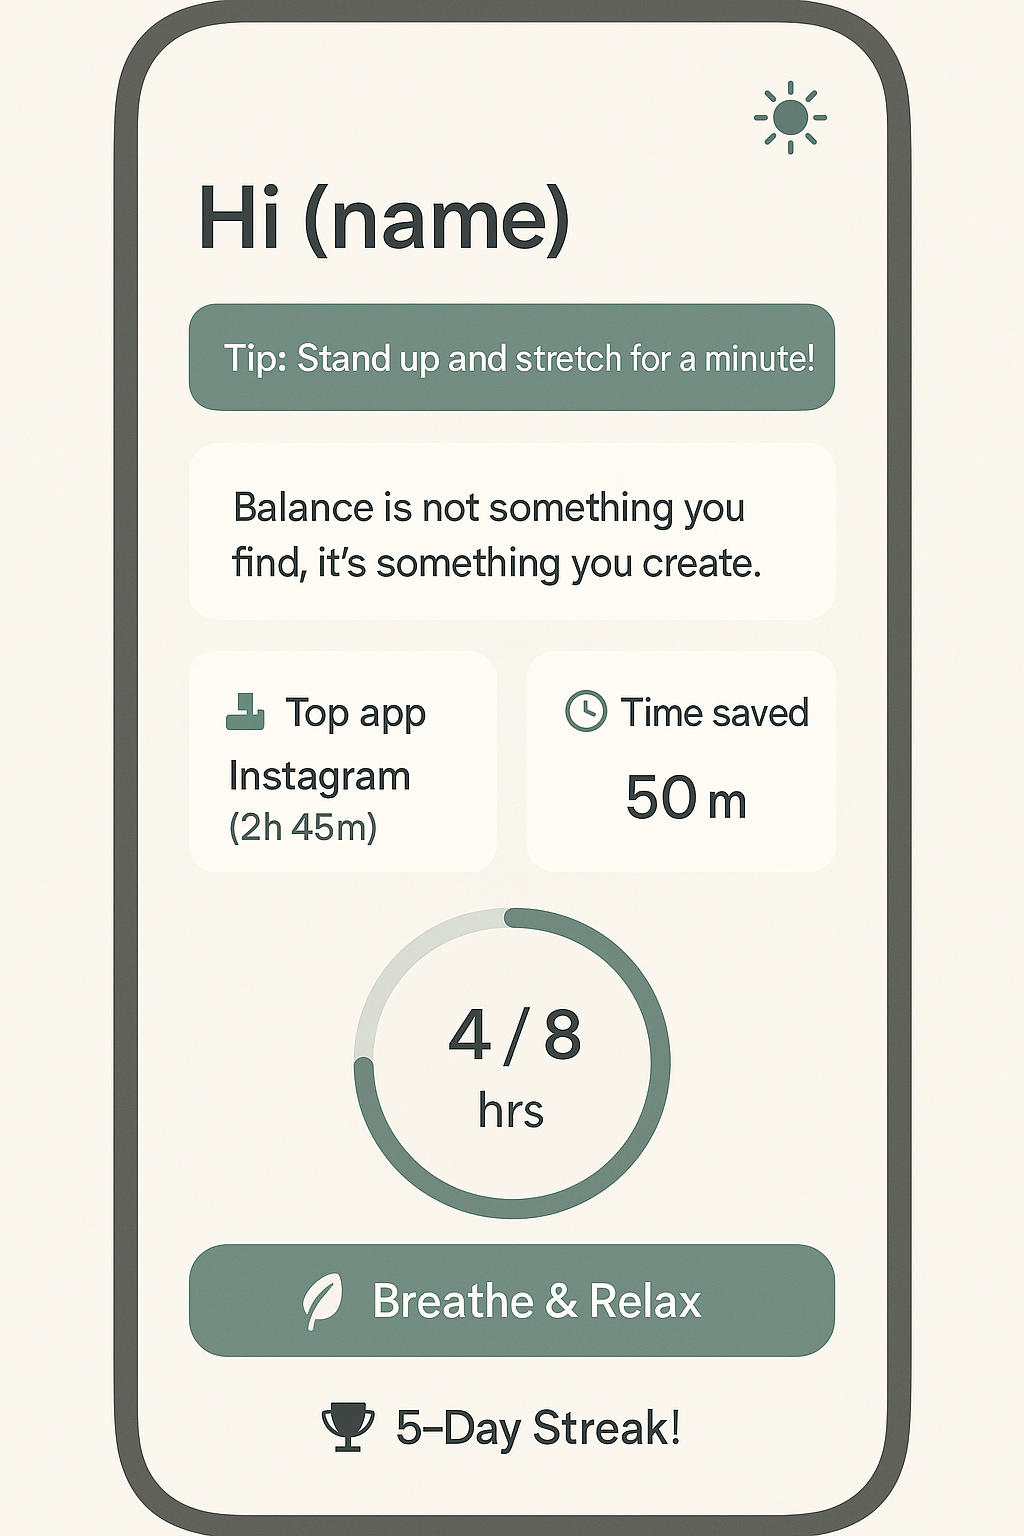 Hi (name)
Tip: Stand up and stretch for a minute!
Balance is not something you
find, it’s something you create.
Top app
Instagram
(2h 45m)
Time saved
50 m
4 / 8
hrs
Breathe & Relax
5–Day Streak!